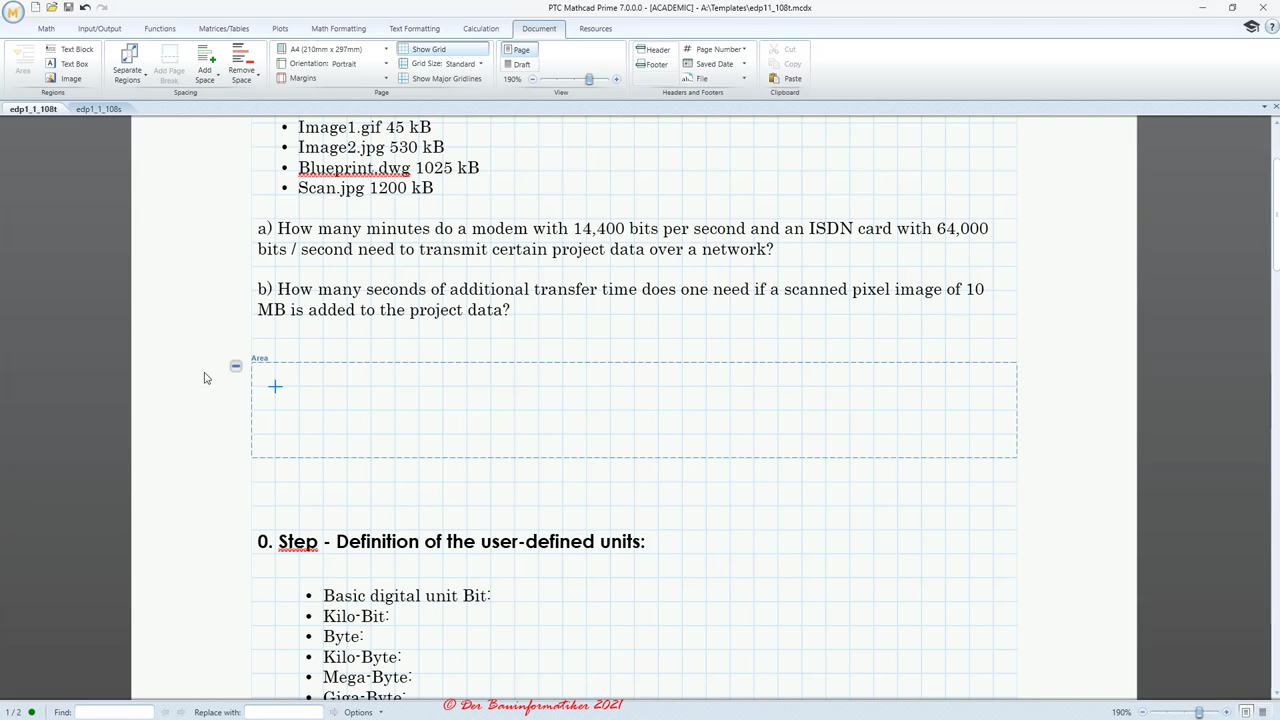 PTC Mathcad Prime 7.0.0.0 - [ACADEMIC] - A:\Templates\edp11_108t.mcdx
Math Input/Output Functions Matrices/Tables Plots Math Formatting Text Formatting Calculation Document Resources
Area
Text Block
Text Box
Image
Regions
Separate Regions
Add Page Break
Add Space
Remove Space
Spacing
A4 (210mm x 297mm)
Orientation: Portrait
Margins
Show Grid
Grid Size: Standard
Show Major Gridlines
Page
Page
Draft
190%
View
Header
Footer
Page Number
Saved Date
File
Headers and Footers
Cut
Copy
Paste
Clipboard
edp1_1_108t edp1_1_108s
• Image1.gif 45 kB
• Image2.jpg 530 kB
• Blueprint.dwg 1025 kB
• Scan.jpg 1200 kB
a) How many minutes do a modem with 14,400 bits per second and an ISDN card with 64,000
bits / second need to transmit certain project data over a network?
b) How many seconds of additional transfer time does one need if a scanned pixel image of 10
MB is added to the project data?
Area
0. Step - Definition of the user-defined units:
• Basic digital unit Bit:
• Kilo-Bit:
• Byte:
• Kilo-Byte:
• Mega-Byte:
• Giga-Byte:
© Der Bauinformatiker 2021
1 / 2 Find: Replace with: Options 190%